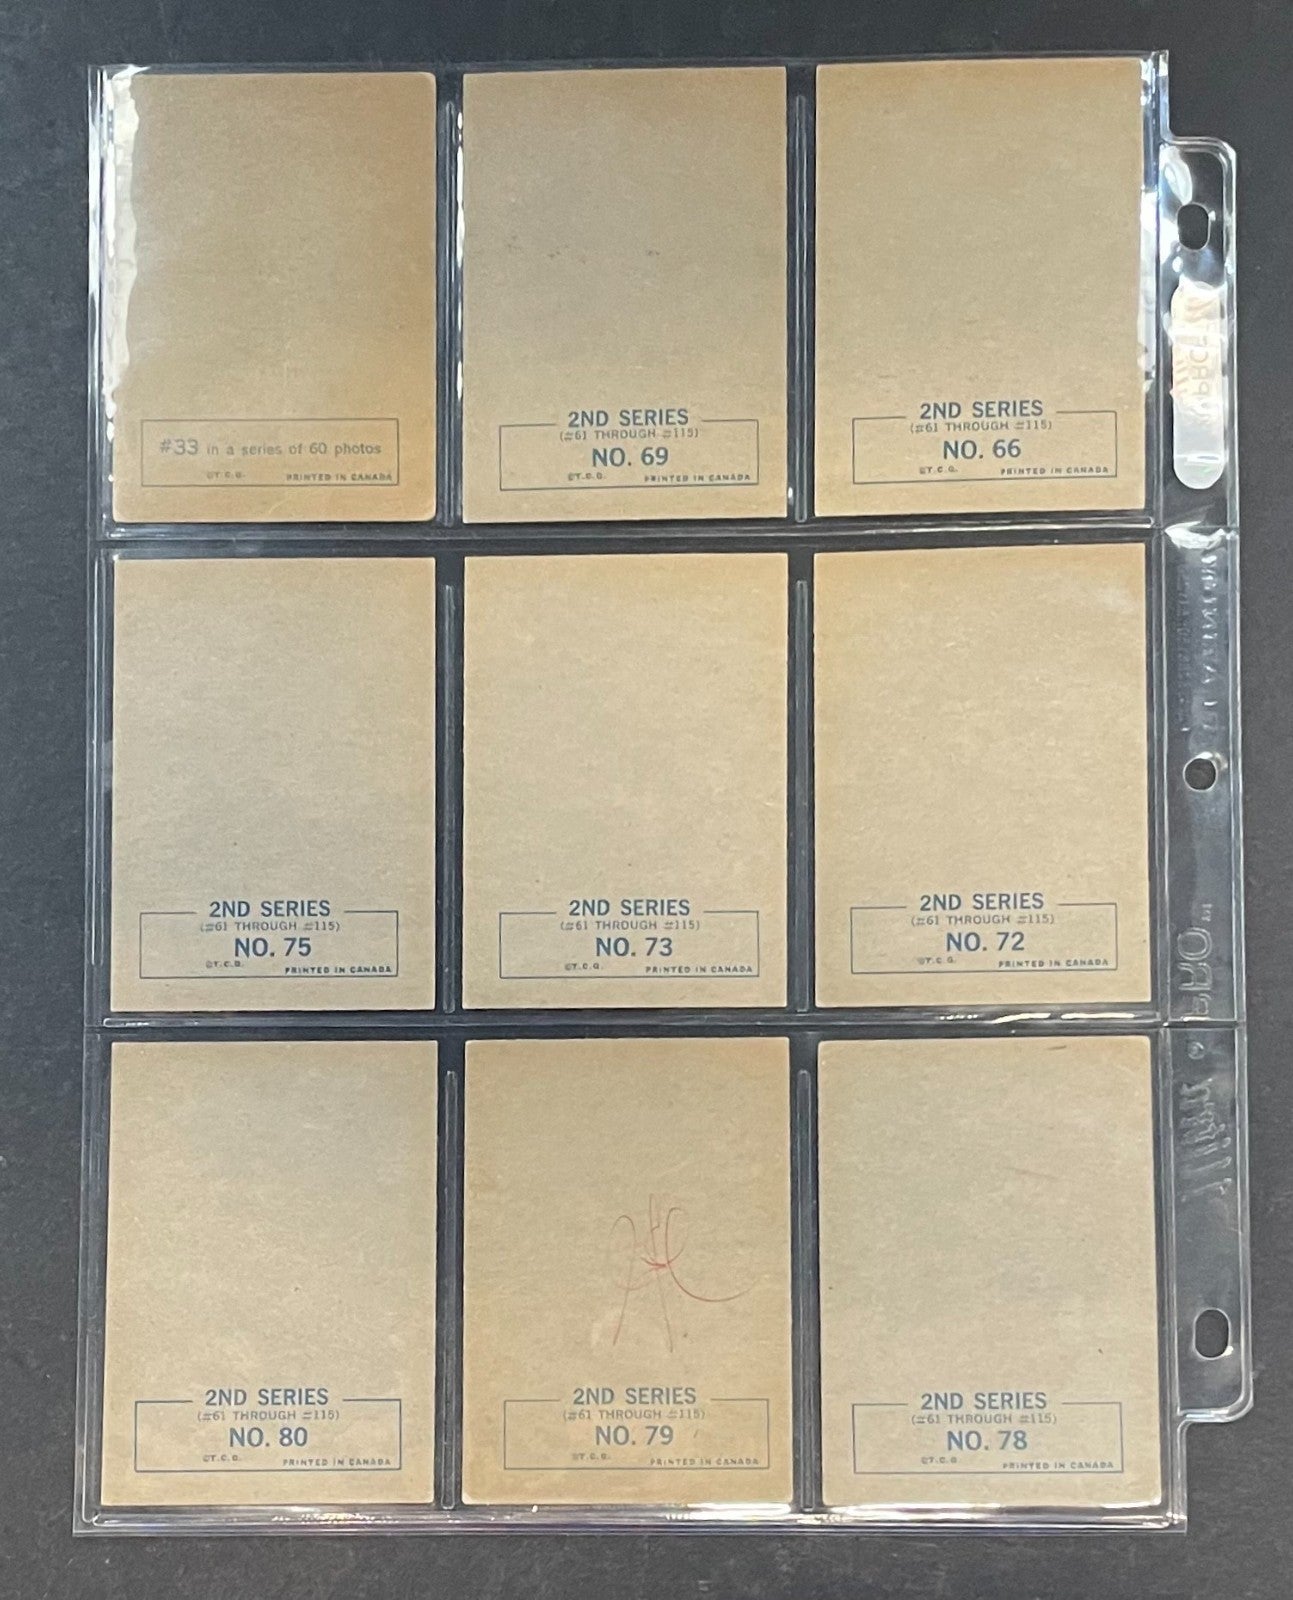 #33 in a series of 60 photos
©T.C.G. PRINTED IN CANADA
2ND SERIES
(#61 THROUGH #115)
NO. 69
©T.C.G. PRINTED IN CANADA
2ND SERIES
(#61 THROUGH #115)
NO. 66
©T.C.G. PRINTED IN CANADA
2ND SERIES
(#61 THROUGH #115)
NO. 75
©T.C.G. PRINTED IN CANADA
2ND SERIES
(#61 THROUGH #115)
NO. 73
©T.C.G. PRINTED IN CANADA
2ND SERIES
(#61 THROUGH #115)
NO. 72
©T.C.G. PRINTED IN CANADA
2ND SERIES
(#61 THROUGH #115)
NO. 80
©T.C.G. PRINTED IN CANADA
2ND SERIES
(#61 THROUGH #115)
NO. 79
©T.C.G. PRINTED IN CANADA
2ND SERIES
(#61 THROUGH #115)
NO. 78
©T.C.G. PRINTED IN CANADA